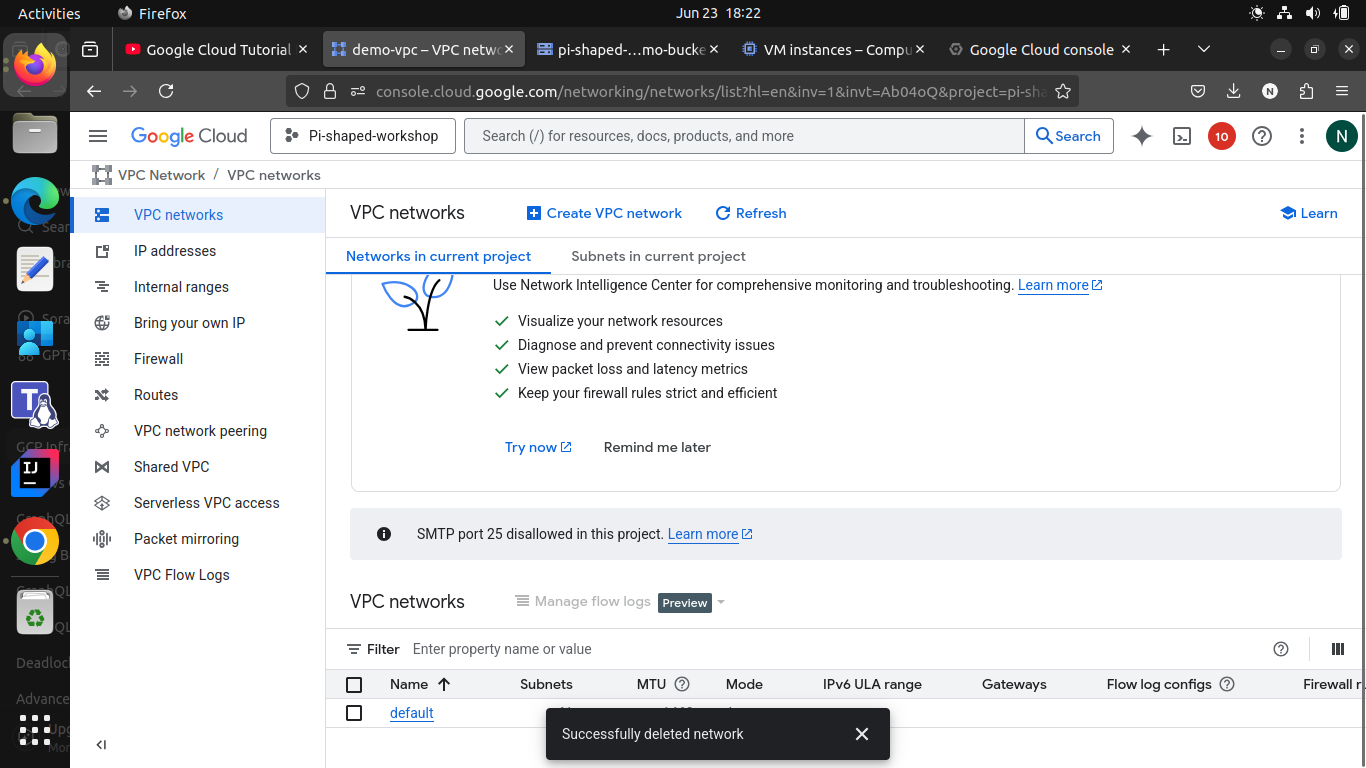 Activities Firefox Jun 23 18:22
Google Cloud Tutorial demo-vpc – VPC netwo pi-shaped-...mo-bucke VM instances – Compu Google Cloud console
console.cloud.google.com/networking/networks/list?hl=en&inv=1&invt=Ab04oQ&project=pi-sha
Google Cloud Pi-shaped-workshop Search (/) for resources, docs, products, and more Search 10 N
VPC Network / VPC networks
VPC networks
IP addresses
Internal ranges
Bring your own IP
Firewall
Routes
VPC network peering
Shared VPC
Serverless VPC access
Packet mirroring
VPC Flow Logs
VPC networks Create VPC network Refresh Learn
Networks in current project Subnets in current project
Use Network Intelligence Center for comprehensive monitoring and troubleshooting. Learn more
Visualize your network resources
Diagnose and prevent connectivity issues
View packet loss and latency metrics
Keep your firewall rules strict and efficient
Try now Remind me later
SMTP port 25 disallowed in this project. Learn more
VPC networks Manage flow logs Preview
Filter Enter property name or value
Name Subnets MTU Mode IPv6 ULA range Gateways Flow log configs Firewall r
default
Successfully deleted network
GPTs
GCP Infra
GraphQL
Deadlock
Advance